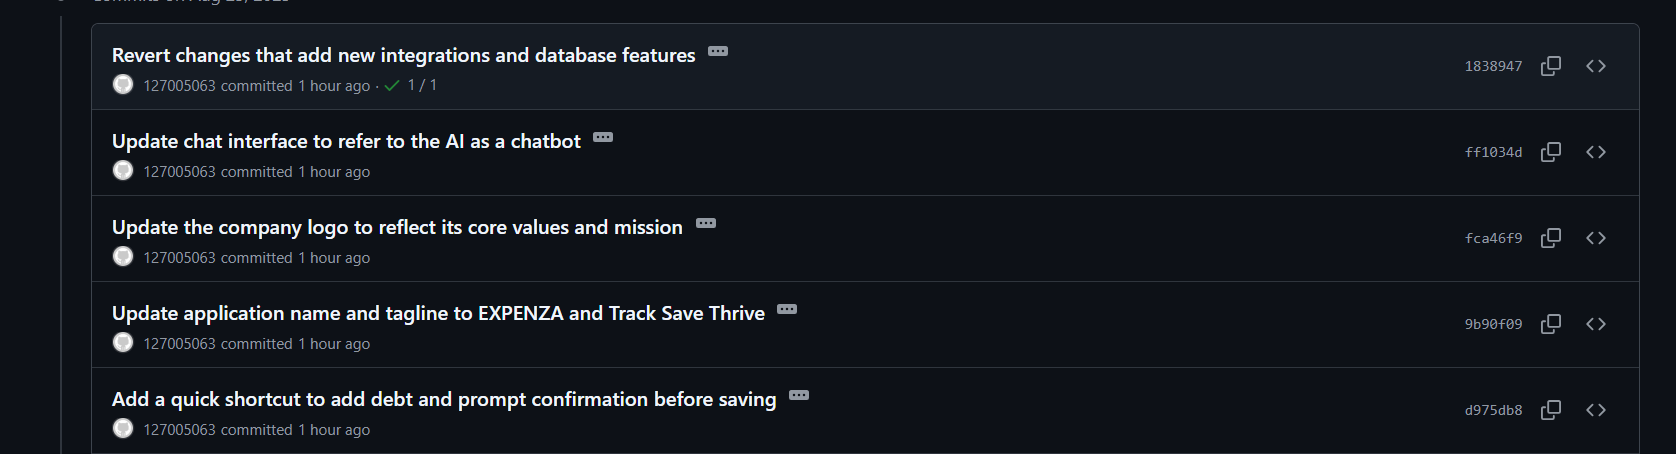 Commits on Aug 23, 2025
Revert changes that add new integrations and database features
127005063 committed 1 hour ago · 1 / 1
1838947
Update chat interface to refer to the AI as a chatbot
127005063 committed 1 hour ago
ff1034d
Update the company logo to reflect its core values and mission
127005063 committed 1 hour ago
fca46f9
Update application name and tagline to EXPENZA and Track Save Thrive
127005063 committed 1 hour ago
9b90f09
Add a quick shortcut to add debt and prompt confirmation before saving
127005063 committed 1 hour ago
d975db8